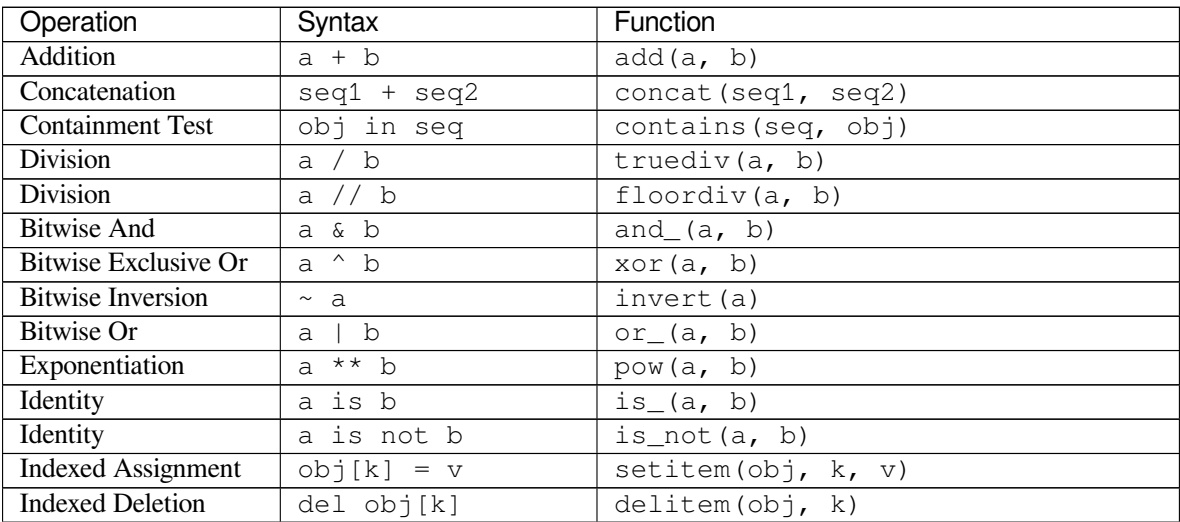 Operation Syntax Function
Addition a + b add(a, b)
Concatenation seq1 + seq2 concat(seq1, seq2)
Containment Test obj in seq contains(seq, obj)
Division a / b truediv(a, b)
Division a // b floordiv(a, b)
Bitwise And a & b and_(a, b)
Bitwise Exclusive Or a ^ b xor(a, b)
Bitwise Inversion ~ a invert(a)
Bitwise Or a | b or_(a, b)
Exponentiation a ** b pow(a, b)
Identity a is b is_(a, b)
Identity a is not b is_not(a, b)
Indexed Assignment obj[k] = v setitem(obj, k, v)
Indexed Deletion del obj[k] delitem(obj, k)